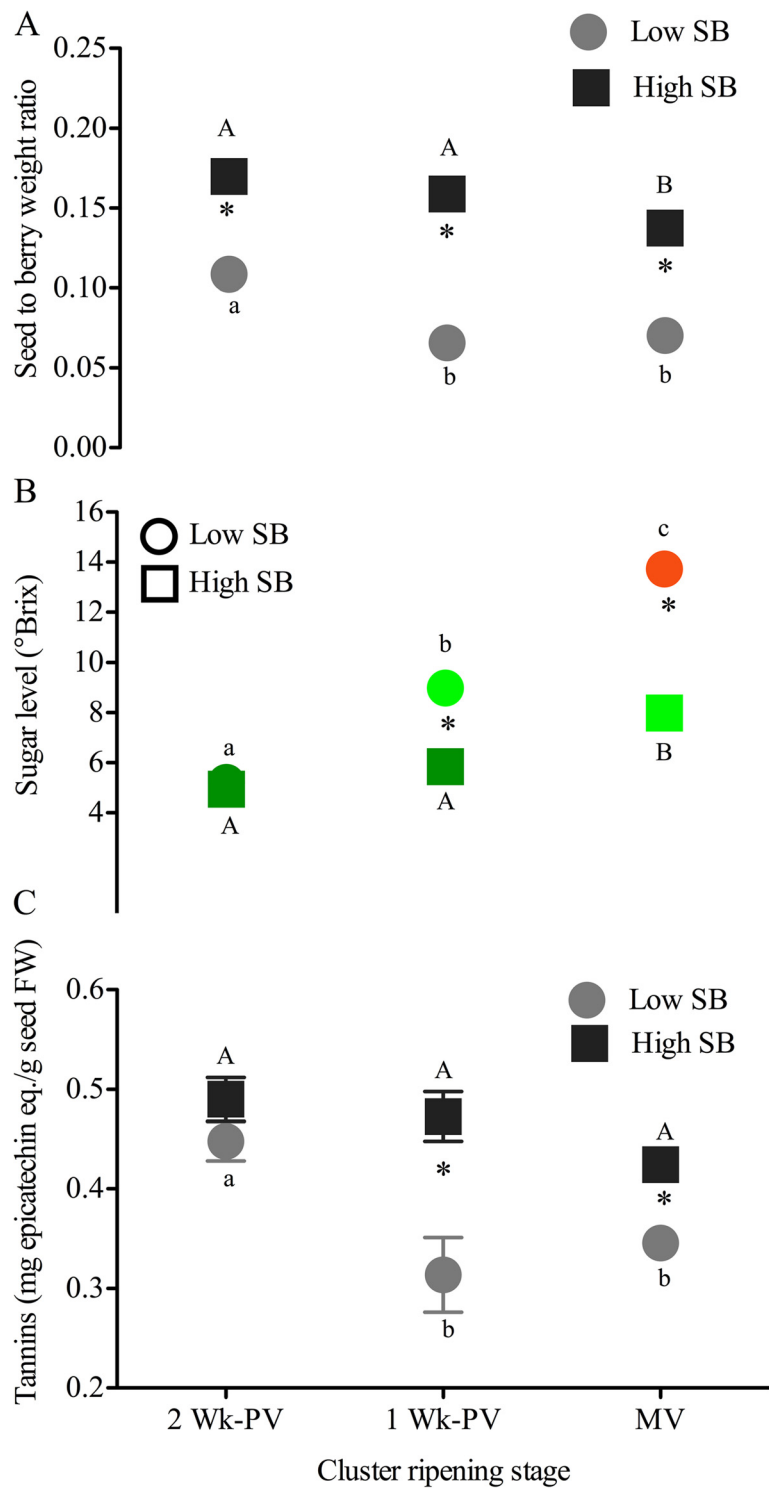 A
Low SB
High SB
Seed to berry weight ratio
0.25
0.20
0.15
0.10
0.05
0.00
A
A
B
*
*
*
a
b
b
B
Low SB
High SB
Sugar level (°Brix)
16
14
12
10
8
6
4
c
*
b
*
a
A
A
B
C
Low SB
High SB
Tannins (mg epicatechin eq./g seed FW)
0.6
0.5
0.4
0.3
0.2
A
A
A
*
*
a
b
b
2 Wk-PV
1 Wk-PV
MV
Cluster ripening stage